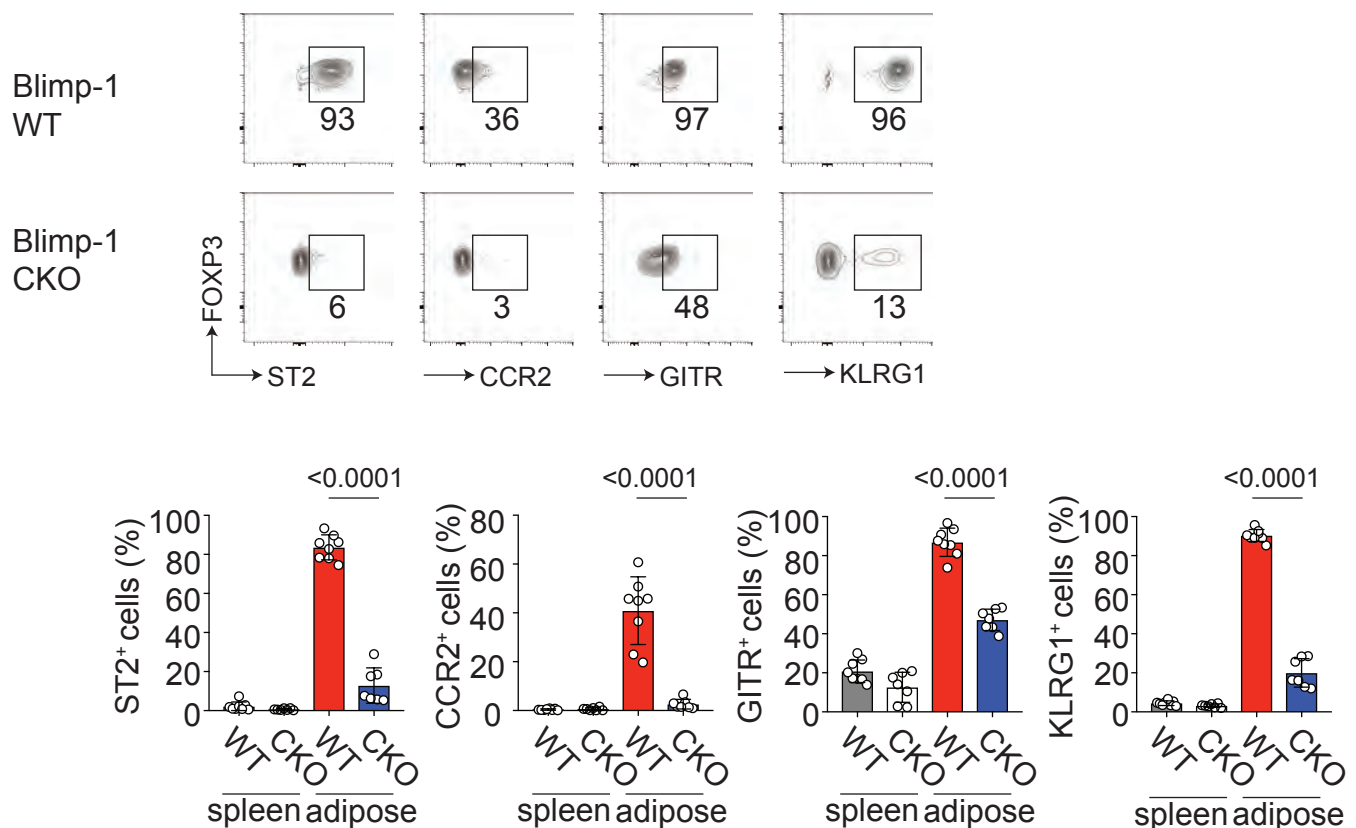 Blimp-1
WT
93
36
97
96
Blimp-1
CKO
6
3
48
13
FOXP3
ST2
CCR2
GITR
KLRG1
<0.0001
<0.0001
<0.0001
<0.0001
ST2⁺ cells (%)
100
80
60
40
20
0
WT
CKO
WT
CKO
spleen
adipose
CCR2⁺ cells (%)
80
60
40
20
0
WT
CKO
WT
CKO
spleen
adipose
GITR⁺ cells (%)
100
80
60
40
20
0
WT
CKO
WT
CKO
spleen
adipose
KLRG1⁺ cells (%)
100
80
60
40
20
0
WT
CKO
WT
CKO
spleen
adipose